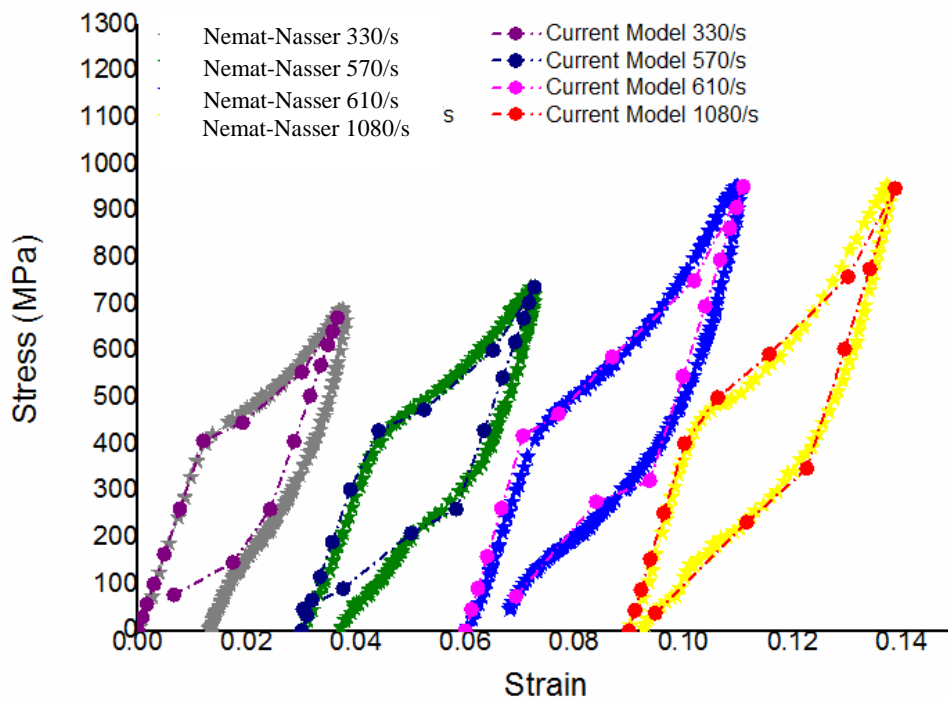 1300
1200
1100
1000
900
800
700
600
500
400
300
200
100
0
Stress (MPa)
Nemat-Nasser 330/s
Nemat-Nasser 570/s
Nemat-Nasser 610/s
Nemat-Nasser 1080/s
s
Current Model 330/s
Current Model 570/s
Current Model 610/s
Current Model 1080/s
0.00 0.02 0.04 0.06 0.08 0.10 0.12 0.14
Strain